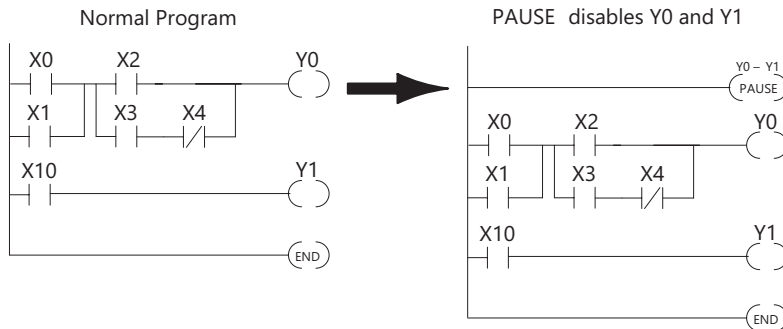 Normal Program
X0 X2 Y0
X1 X3 X4
X10 Y1
END
PAUSE disables Y0 and Y1
Y0 – Y1
PAUSE
X0 X2 Y0
X1 X3 X4
X10 Y1
END